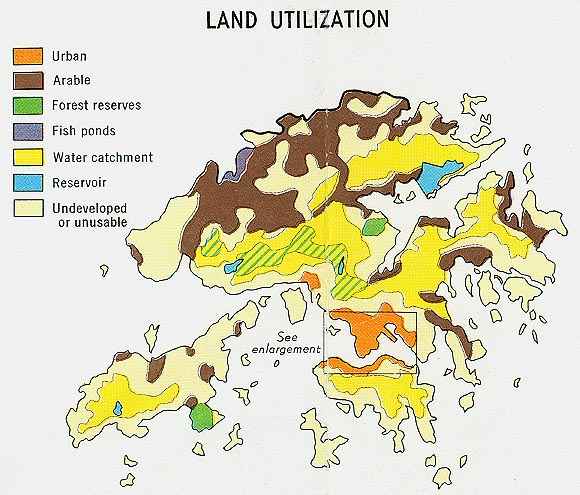 LAND UTILIZATION
Urban
Arable
Forest reserves
Fish ponds
Water catchment
Reservoir
Undeveloped
or unusable
See
enlargement